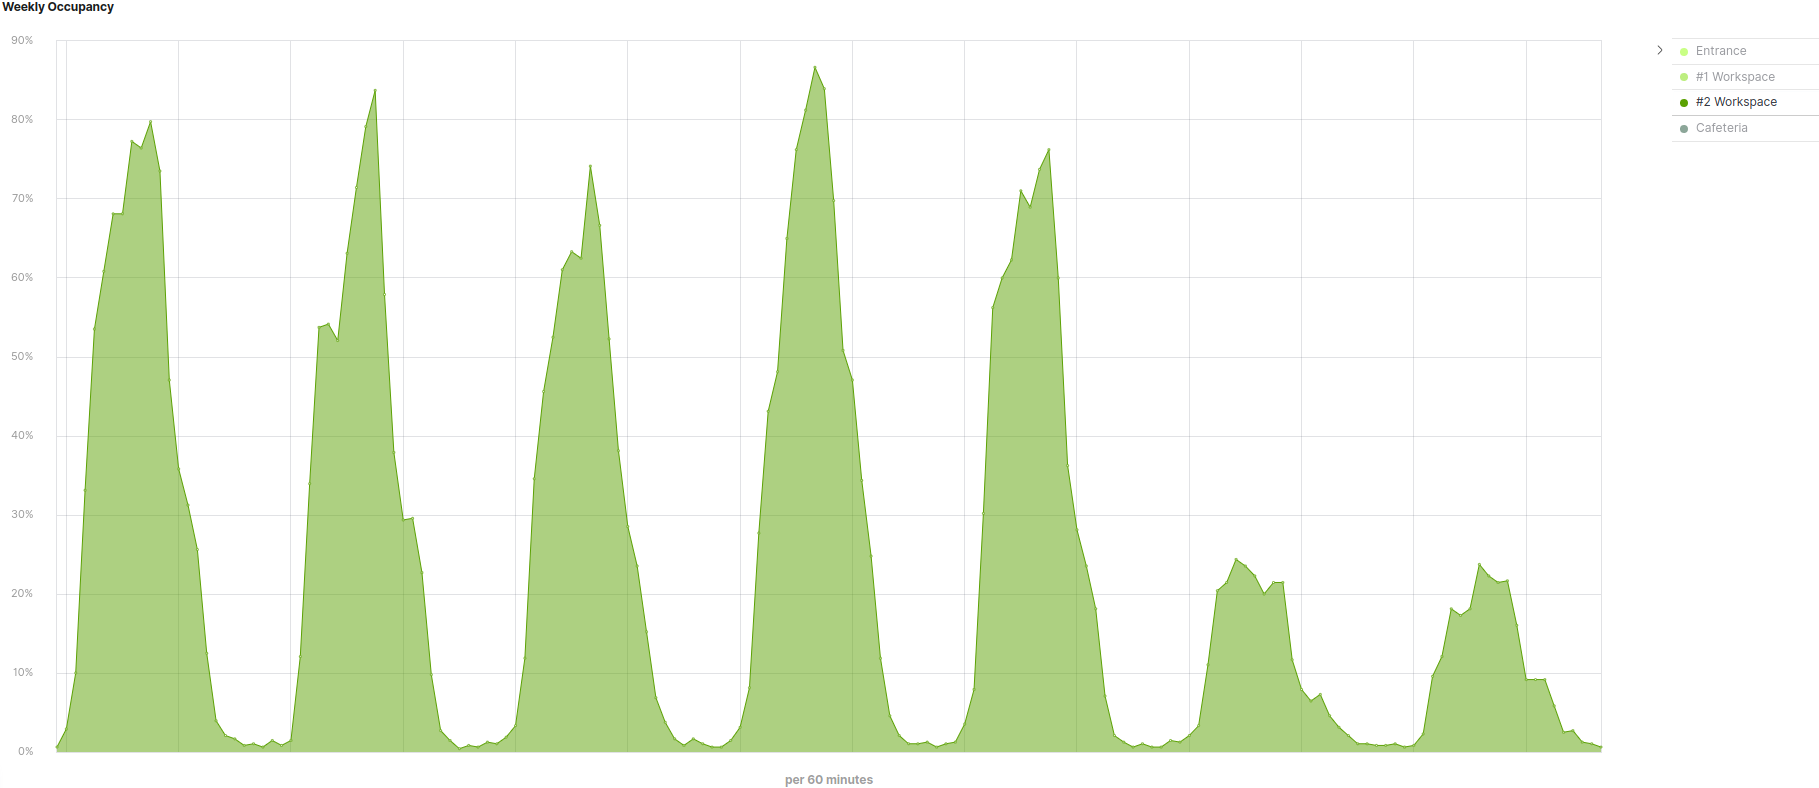 Weekly Occupancy
90%
80%
70%
60%
50%
40%
30%
20%
10%
0%
per 60 minutes
Entrance
#1 Workspace
#2 Workspace
Cafeteria